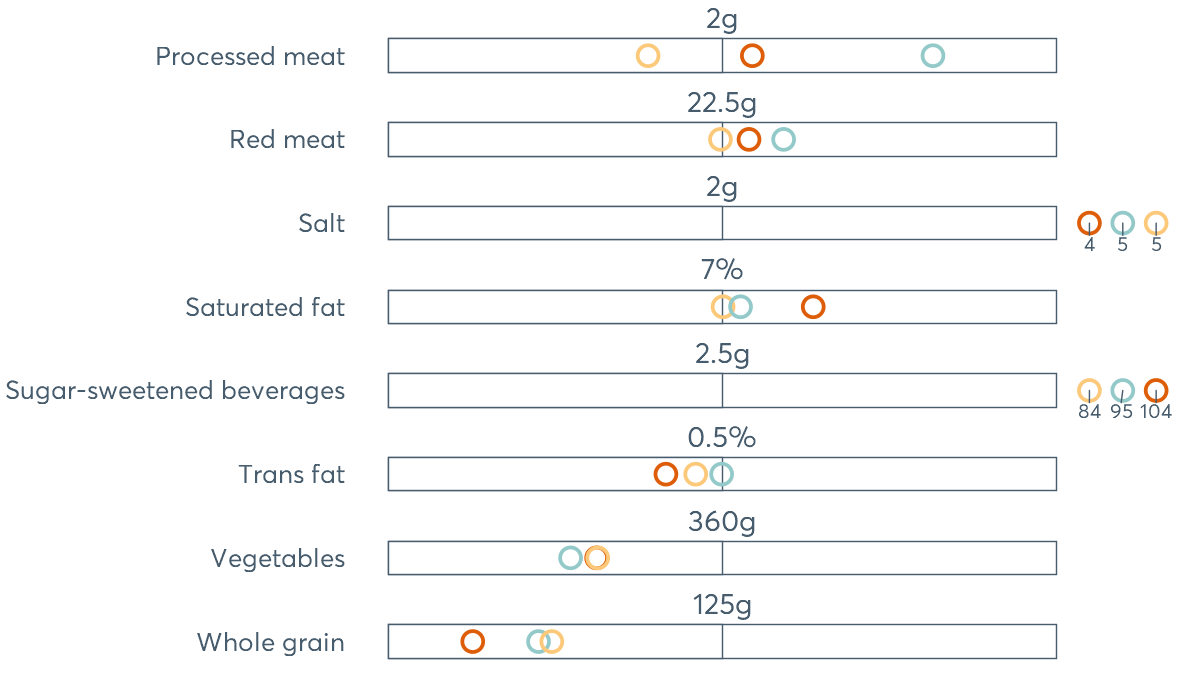 2g
Processed meat
22.5g
Red meat
2g
Salt
4 5 5
7%
Saturated fat
2.5g
Sugar-sweetened beverages
84 95 104
0.5%
Trans fat
360g
Vegetables
125g
Whole grain